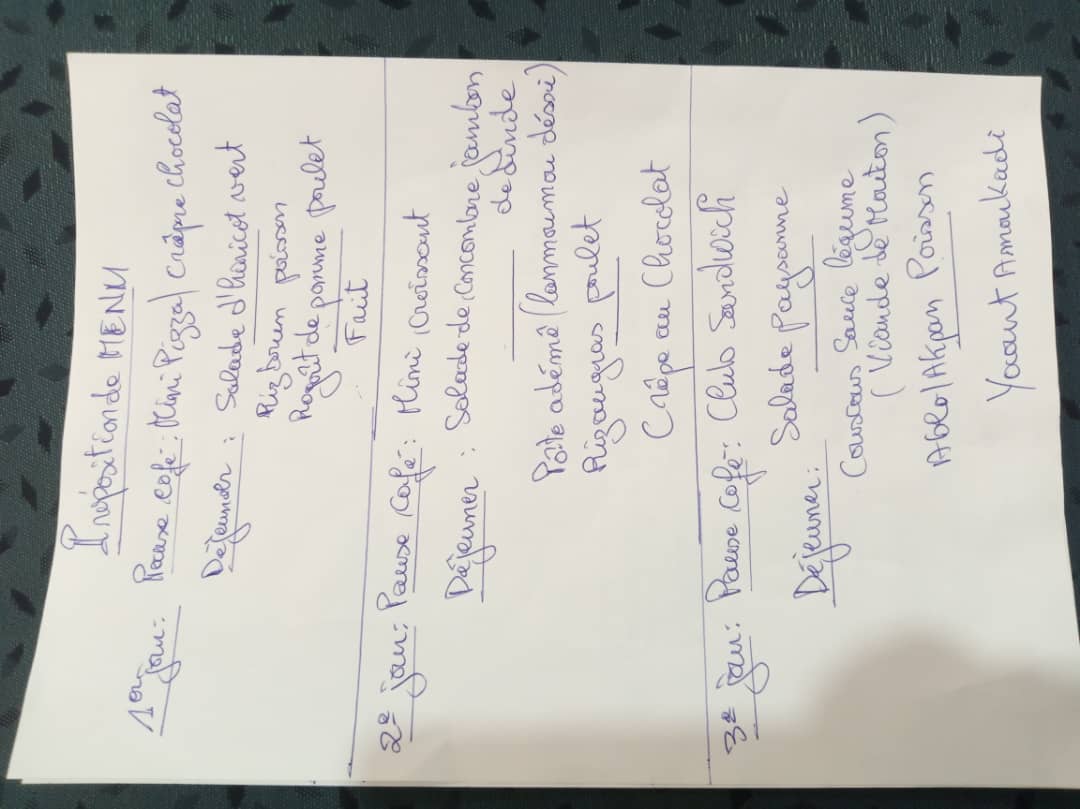 Proposition de MENU
1er jour: Pause café: Mini Pizza/ Crêpe chocolat
Déjeuner : Salade d'haricot vert
Riz brun poisson
Ragoût de pomme poulet
Fruit
2e jour: Pause Café: Mini Croissant
Déjeuner : Salade de Concombre jambon
de dinde
Pâte adémê (lanmoumou déssi)
Riz au gras poulet
Crêpe au Chocolat
3e jour: Pause Café: Club Sandwich
Salade paysanne
Déjeuner:
Couscous Sauce légume
(Viande de Mouton)
Ablo/Akpan Poisson
Yaourt Amoukadi